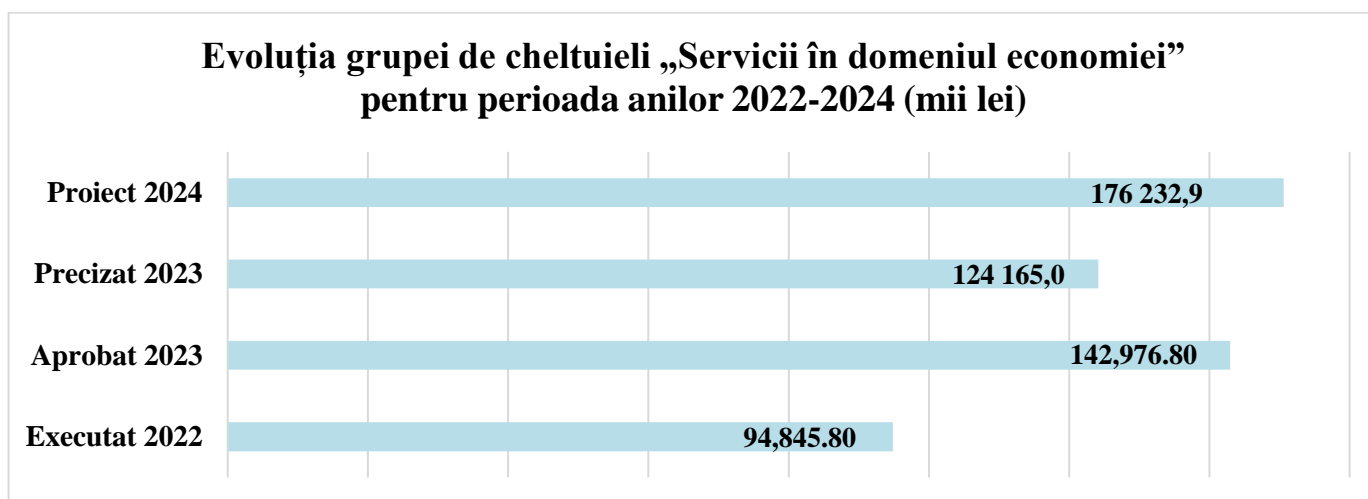 Evoluția grupei de cheltuieli „Servicii în domeniul economiei”
pentru perioada anilor 2022-2024 (mii lei)
Proiect 2024 176 232,9
Precizat 2023 124 165,0
Aprobat 2023 142,976.80
Executat 2022 94,845.80